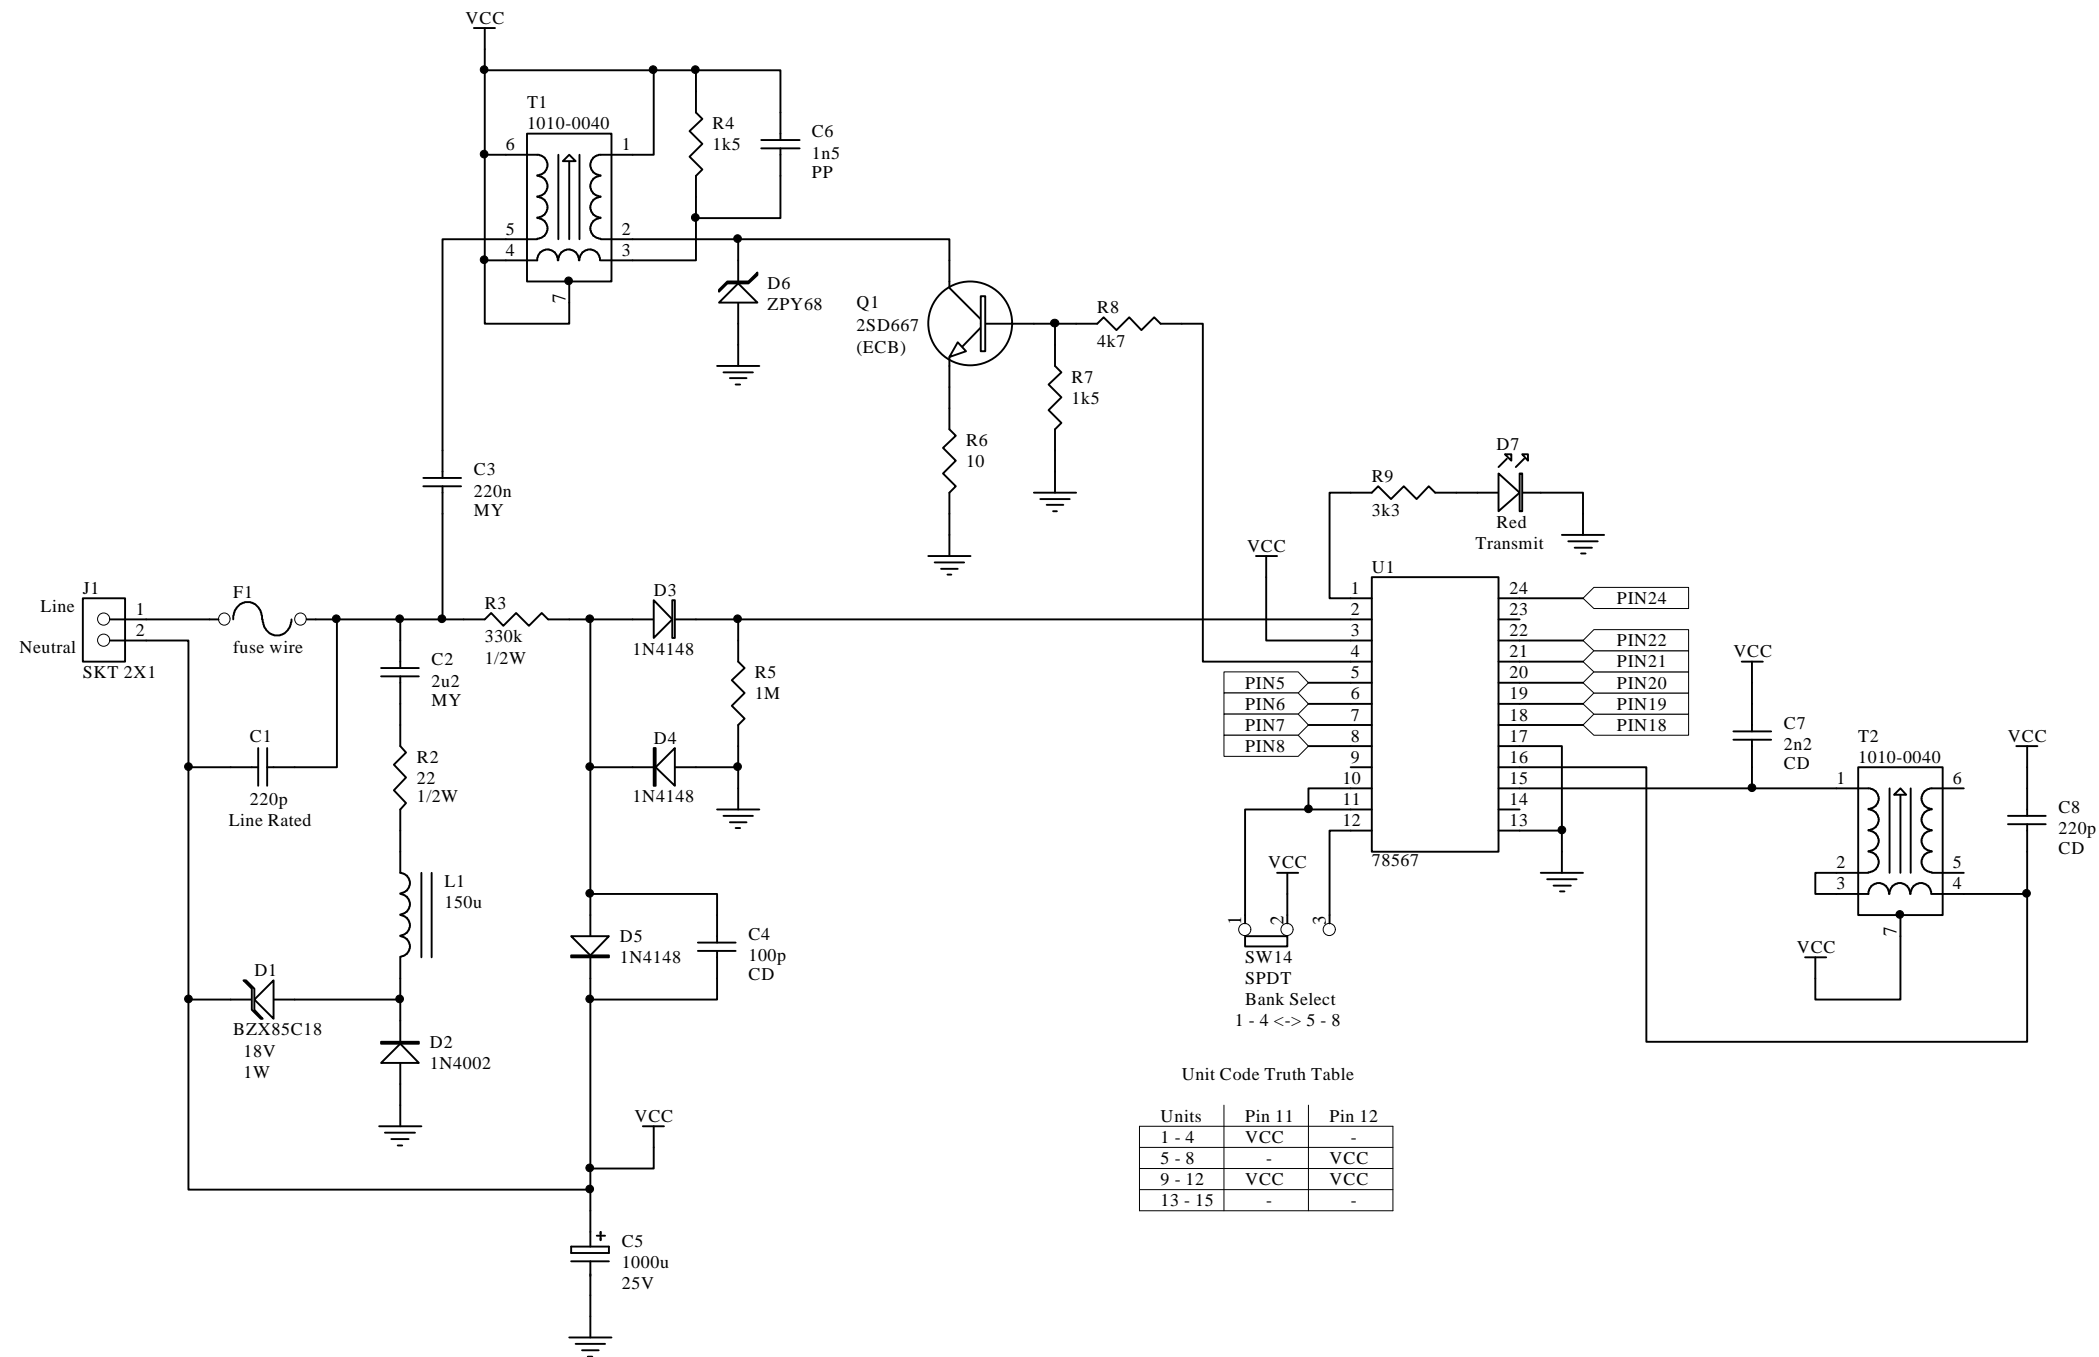 VCC
T1
1010-0040
6
5
4
1
2
3
7
R4
1k5
C6
1n5
PP
D6
ZPY68
Q1
2SD667
(ECB)
R8
4k7
R7
1k5
R6
10
C3
220n
MY
D7
Red
Transmit
R9
3k3
VCC
J1
Line
Neutral
1
2
SKT 2X1
F1
fuse wire
C2
2u2
MY
R3
330k
1/2W
D3
1N4148
R5
1M
D4
1N4148
C1
220p
Line Rated
R2
22
1/2W
L1
150u
D1
BZX85C18
18V
1W
D2
1N4002
D5
1N4148
C4
100p
CD
VCC
C5
+
1000u
25V
U1
1
2
3
4
5
6
7
8
9
10
11
12
24
23
22
21
20
19
18
17
16
15
14
13
78567
PIN5
PIN6
PIN7
PIN8
PIN24
PIN22
PIN21
PIN20
PIN19
PIN18
VCC
1
2
3
SW14
SPDT
Bank Select
1 - 4 <-> 5 - 8
VCC
C7
2n2
CD
T2
1010-0040
1
2
3
6
5
4
7
VCC
VCC
C8
220p
CD
Unit Code Truth Table
Units Pin 11 Pin 12
1 - 4 VCC -
5 - 8 - VCC
9 - 12 VCC VCC
13 - 15 - -